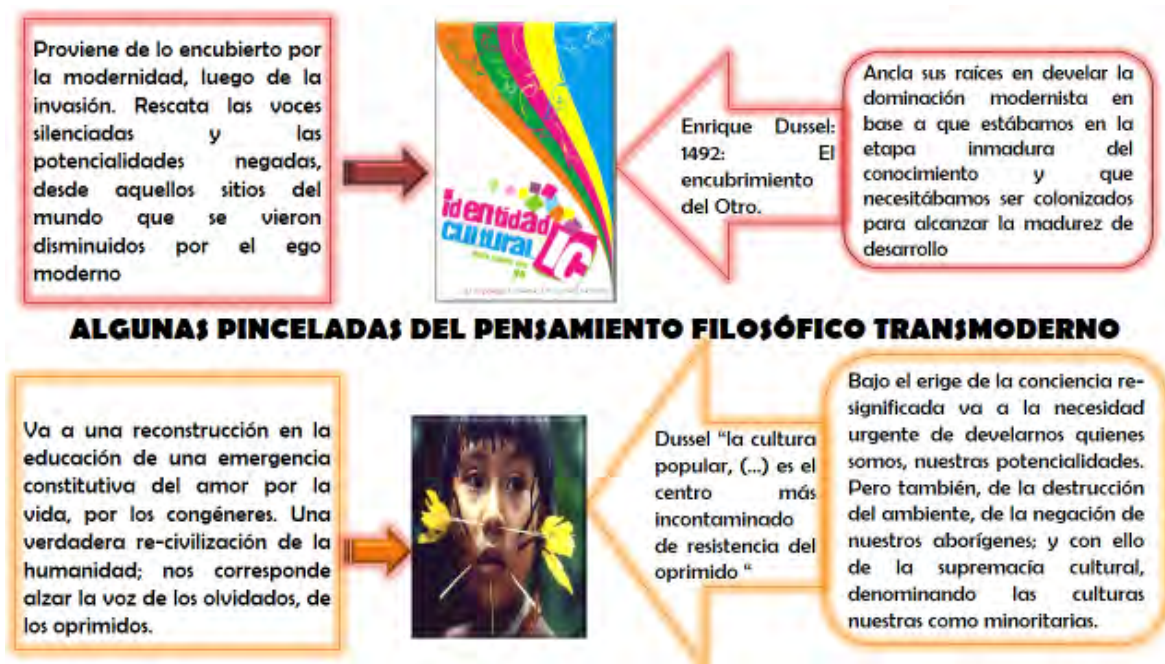 Proviene de lo encubierto por
la modernidad, luego de la
invasión. Rescata las voces
silenciadas y las
potencialidades negadas,
desde aquellos sitios del
mundo que se vieron
disminuidos por el ego
moderno
identidad
cultural
IC
Enrique Dussel:
1492: El
encubrimiento
del Otro.
Ancla sus raíces en develar la
dominación modernista en
base a que estábamos en la
etapa inmadura del
conocimiento y que
necesitábamos ser colonizados
para alcanzar la madurez de
desarrollo
ALGUNAS PINCELADAS DEL PENSAMIENTO FILOSÓFICO TRANSMODERNO
Va a una reconstrucción en la
educación de una emergencia
constitutiva del amor por la
vida, por los congéneres. Una
verdadera re-civilización de la
humanidad; nos corresponde
alzar la voz de los olvidados, de
los oprimidos.
Dussel “la cultura
popular, (...) es el
centro más
incontaminado
de resistencia del
oprimido “
Bajo el erige de la conciencia re-
significada va a la necesidad
urgente de develarnos quienes
somos, nuestras potencialidades.
Pero también, de la destrucción
del ambiente, de la negación de
nuestros aborígenes; y con ello
de la supremacía cultural,
denominando las culturas
nuestras como minoritarias.